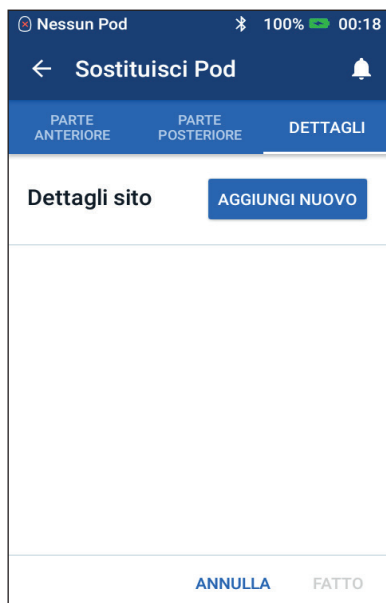 Nessun Pod 100% 00:18
Sostituisci Pod
PARTE ANTERIORE PARTE POSTERIORE DETTAGLI
Dettagli sito AGGIUNGI NUOVO
ANNULLA FATTO